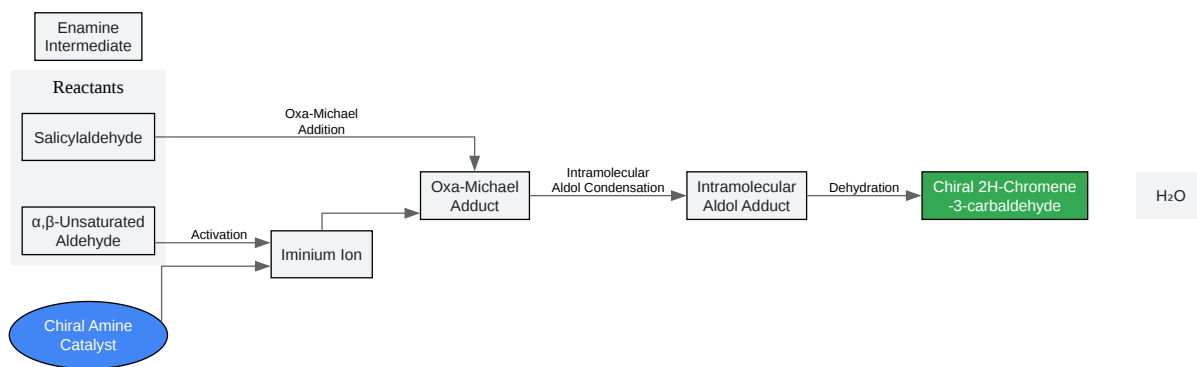 Enamine
Intermediate
Reactants
Salicylaldehyde
Oxa-Michael
Addition
α,β-Unsaturated
Aldehyde
Activation
Chiral Amine
Catalyst
Iminium Ion
Oxa-Michael
Adduct
Intramolecular
Aldol Condensation
Intramolecular
Aldol Adduct
Dehydration
Chiral 2H-Chromene
-3-carbaldehyde
H₂O